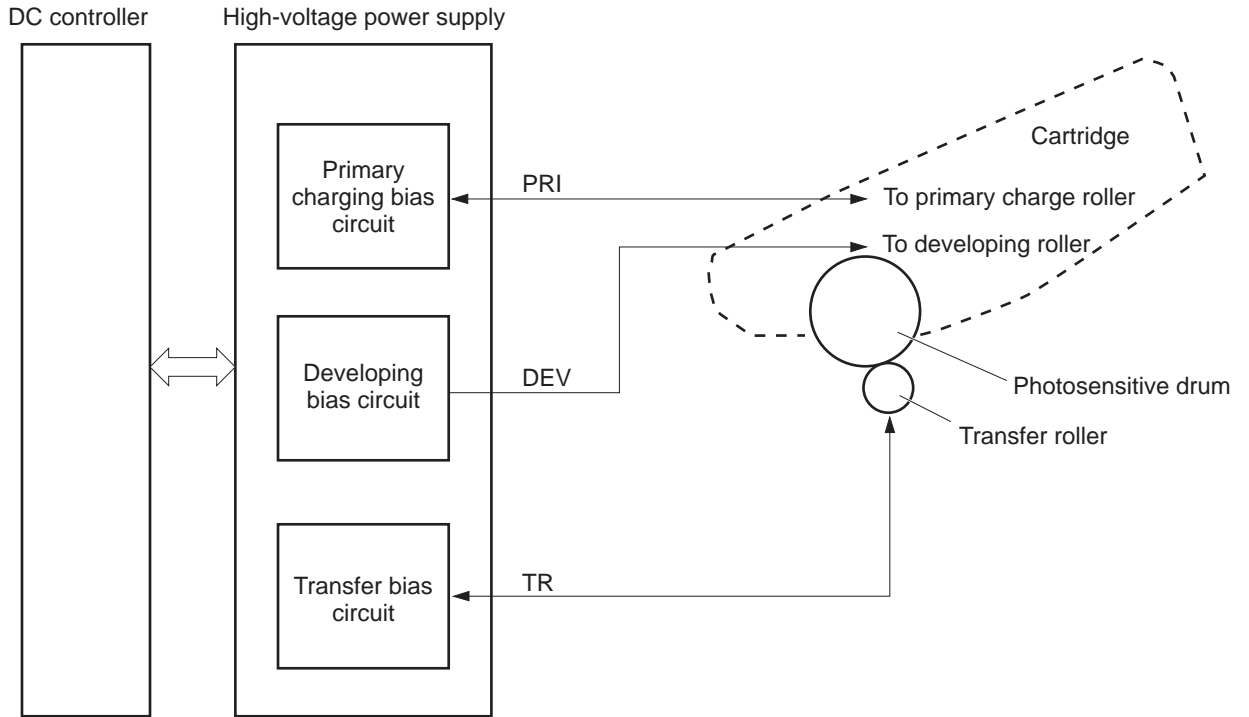 DC controller
High-voltage power supply
Cartridge
Primary
charging bias
circuit
PRI
To primary charge roller
To developing roller
Developing
bias circuit
DEV
Photosensitive drum
Transfer roller
Transfer bias
circuit
TR